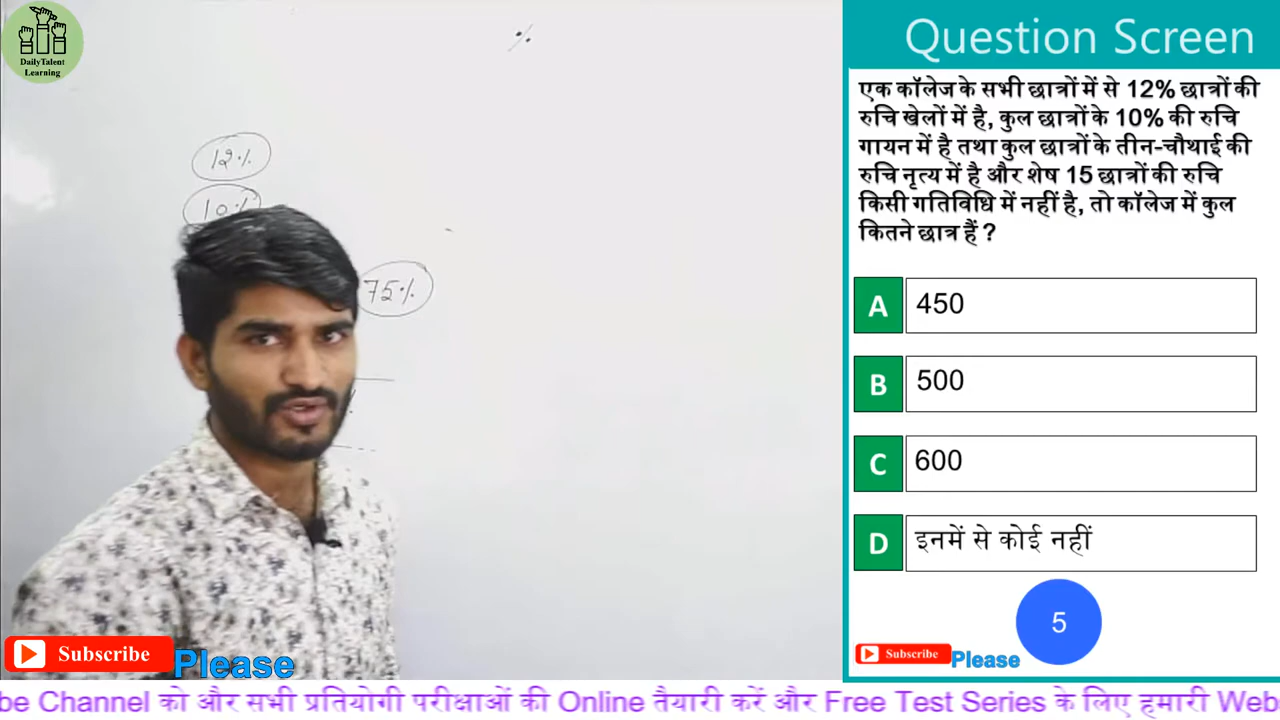 DailyTalent
Learning
%
12%
10%
75%
Question Screen
एक कॉलेज के सभी छात्रों में से 12% छात्रों की
रुचि खेलों में है, कुल छात्रों के 10% की रुचि
गायन में है तथा कुल छात्रों के तीन-चौथाई की
रुचि नृत्य में है और शेष 15 छात्रों की रुचि
किसी गतिविधि में नहीं है, तो कॉलेज में कुल
कितने छात्र हैं ?
A 450
B 500
C 600
D इनमें से कोई नहीं
5
Subscribe Please
Subscribe Please
be Channel को और सभी प्रतियोगी परीक्षाओं की Online तैयारी करें और Free Test Series के लिए हमारी Web